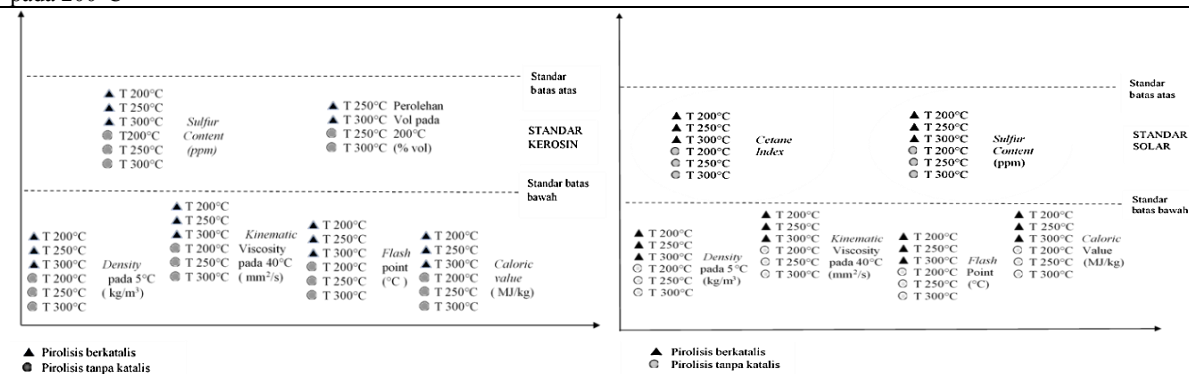 pada 200°C
Standar
batas atas
T 200°C
T 250°C
T 300°C Sulfur
T200°C Content
T 250°C (ppm)
T 300°C
T 250°C Perolehan
T 300°C Vol pada
T 250°C 200°C
T 300°C (% vol)
STANDAR
KEROSIN
Standar batas
bawah
T 200°C
T 250°C
T 300°C Density
T 200°C pada 5°C
T 250°C ( kg/m³)
T 300°C
T 200°C
T 250°C
T 300°C Kinematic
T 200°C Viscosity
T 250°C pada 40°C
T 300°C ( mm²/s)
T 200°C
T 250°C
T 300°C Flash
T 200°C point
T 250°C (°C )
T 300°C
T 200°C
T 250°C
T 300°C Caloric
T 200°C value
T 250°C ( MJ/kg)
T 300°C
Pirolisis berkatalis
Pirolisis tanpa katalis
Standar
batas atas
T 200°C
T 250°C
T 300°C Cetane
T 200°C Index
T 250°C
T 300°C
T 200°C
T 250°C
T 300°C Sulfur
T 200°C Content
T 250°C (ppm)
T 300°C
STANDAR
SOLAR
Standar
batas bawah
T 200°C
T 250°C
T 300°C Density
T 200°C pada 5°C
T 250°C (kg/m³)
T 300°C
T 200°C
T 250°C
T 300°C Kinematic
T 200°C Viscosity
T 250°C pada 40°C
T 300°C (mm²/s)
T 200°C
T 250°C
T 300°C Flash
T 200°C Point
T 250°C (°C)
T 300°C
T 200°C
T 250°C
T 300°C Caloric
T 200°C Value
T 250°C (MJ/kg)
T 300°C
Pirolisis berkatalis
Pirolisis tanpa katalis